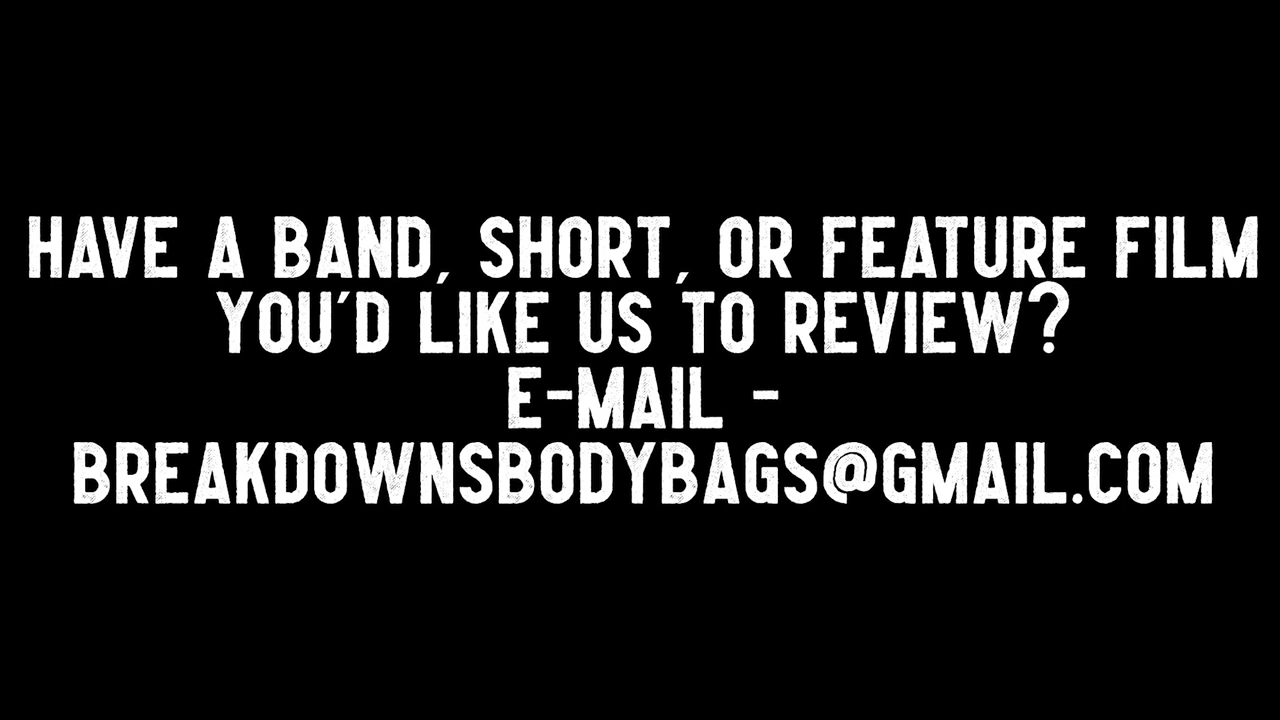 HAVE A BAND, SHORT, OR FEATURE FILM
YOU'D LIKE US TO REVIEW?
E-MAIL -
BREAKDOWNSBODYBAGS@GMAIL.COM